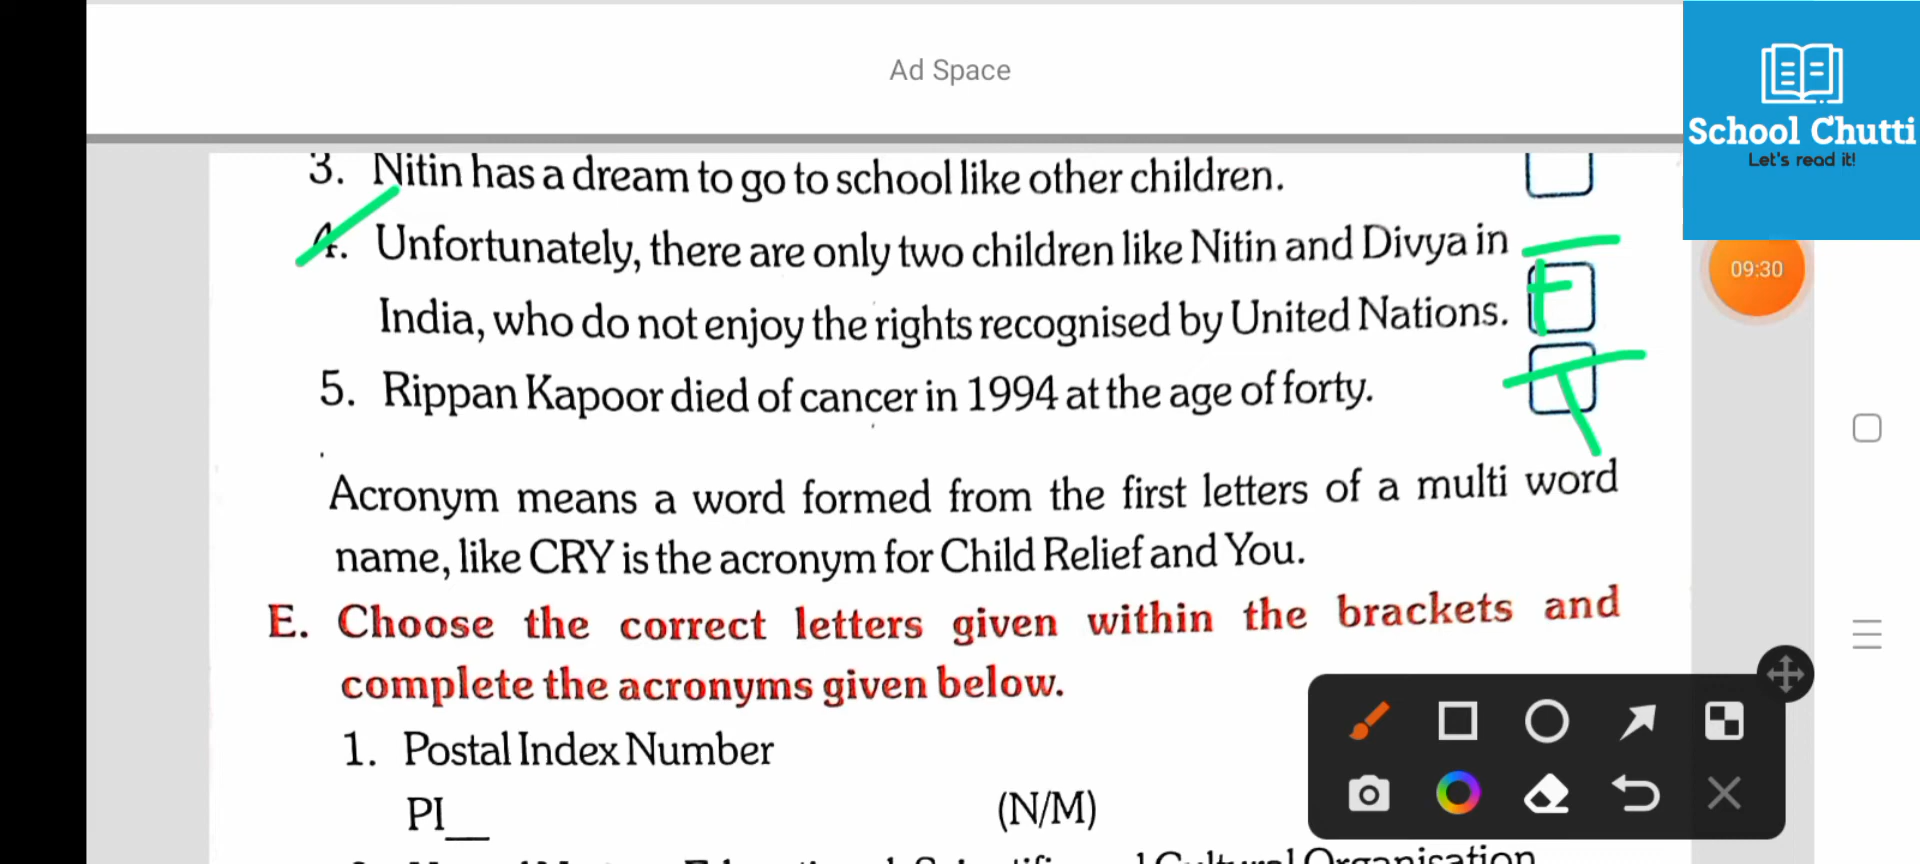 Ad Space
School Chutti
Let's read it!
3. Nitin has a dream to go to school like other children.
4. Unfortunately, there are only two children like Nitin and Divya in
India, who do not enjoy the rights recognised by United Nations. F
5. Rippan Kapoor died of cancer in 1994 at the age of forty. T
09:30
Acronym means a word formed from the first letters of a multi word
name, like CRY is the acronym for Child Relief and You.
E. Choose the correct letters given within the brackets and
complete the acronyms given below.
1. Postal Index Number
PI__ (N/M)
Organisation